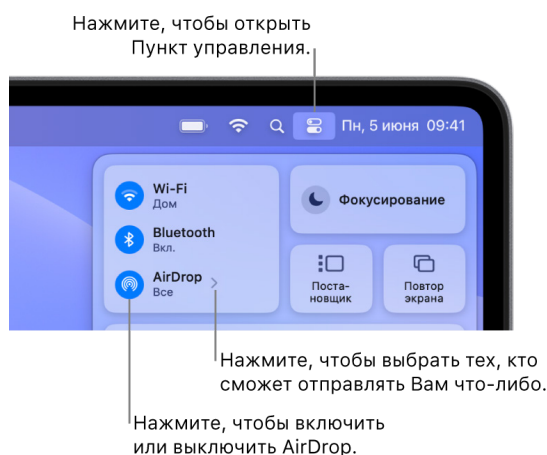 Нажмите, чтобы открыть
Пункт управления.
Пн, 5 июня 09:41
Wi-Fi
Дом
Фокусирование
Bluetooth
Вкл.
AirDrop
Все
Поста-
новщик
Повтор
экрана
Нажмите, чтобы выбрать тех, кто
сможет отправлять Вам что-либо.
Нажмите, чтобы включить
или выключить AirDrop.